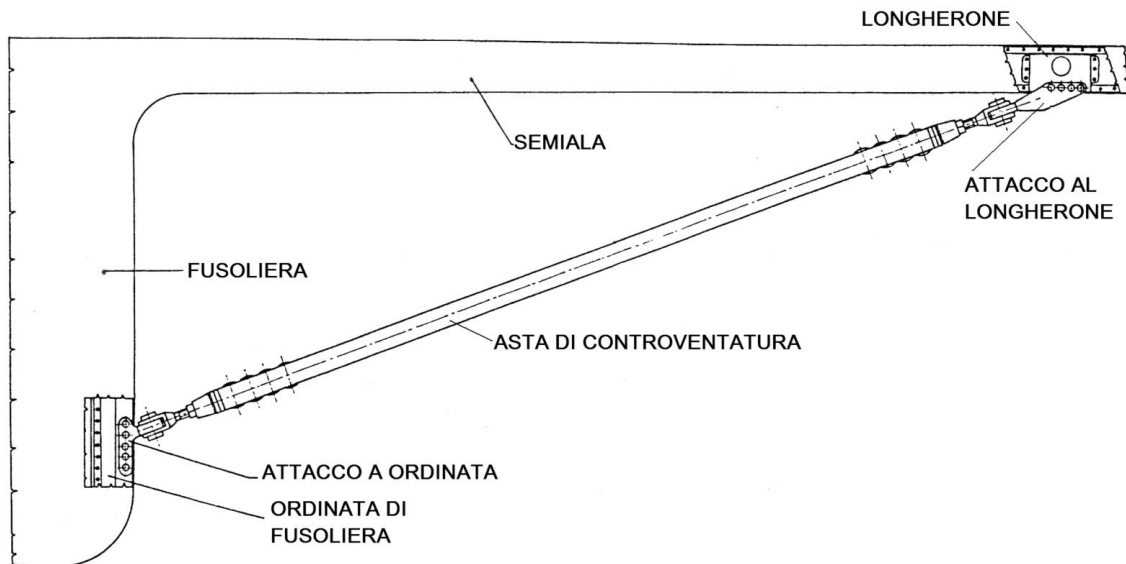 LONGHERONE
SEMIALA
ATTACCO AL
LONGHERONE
FUSOLIERA
ASTA DI CONTROVENTATURA
ATTACCO A ORDINATA
ORDINATA DI
FUSOLIERA